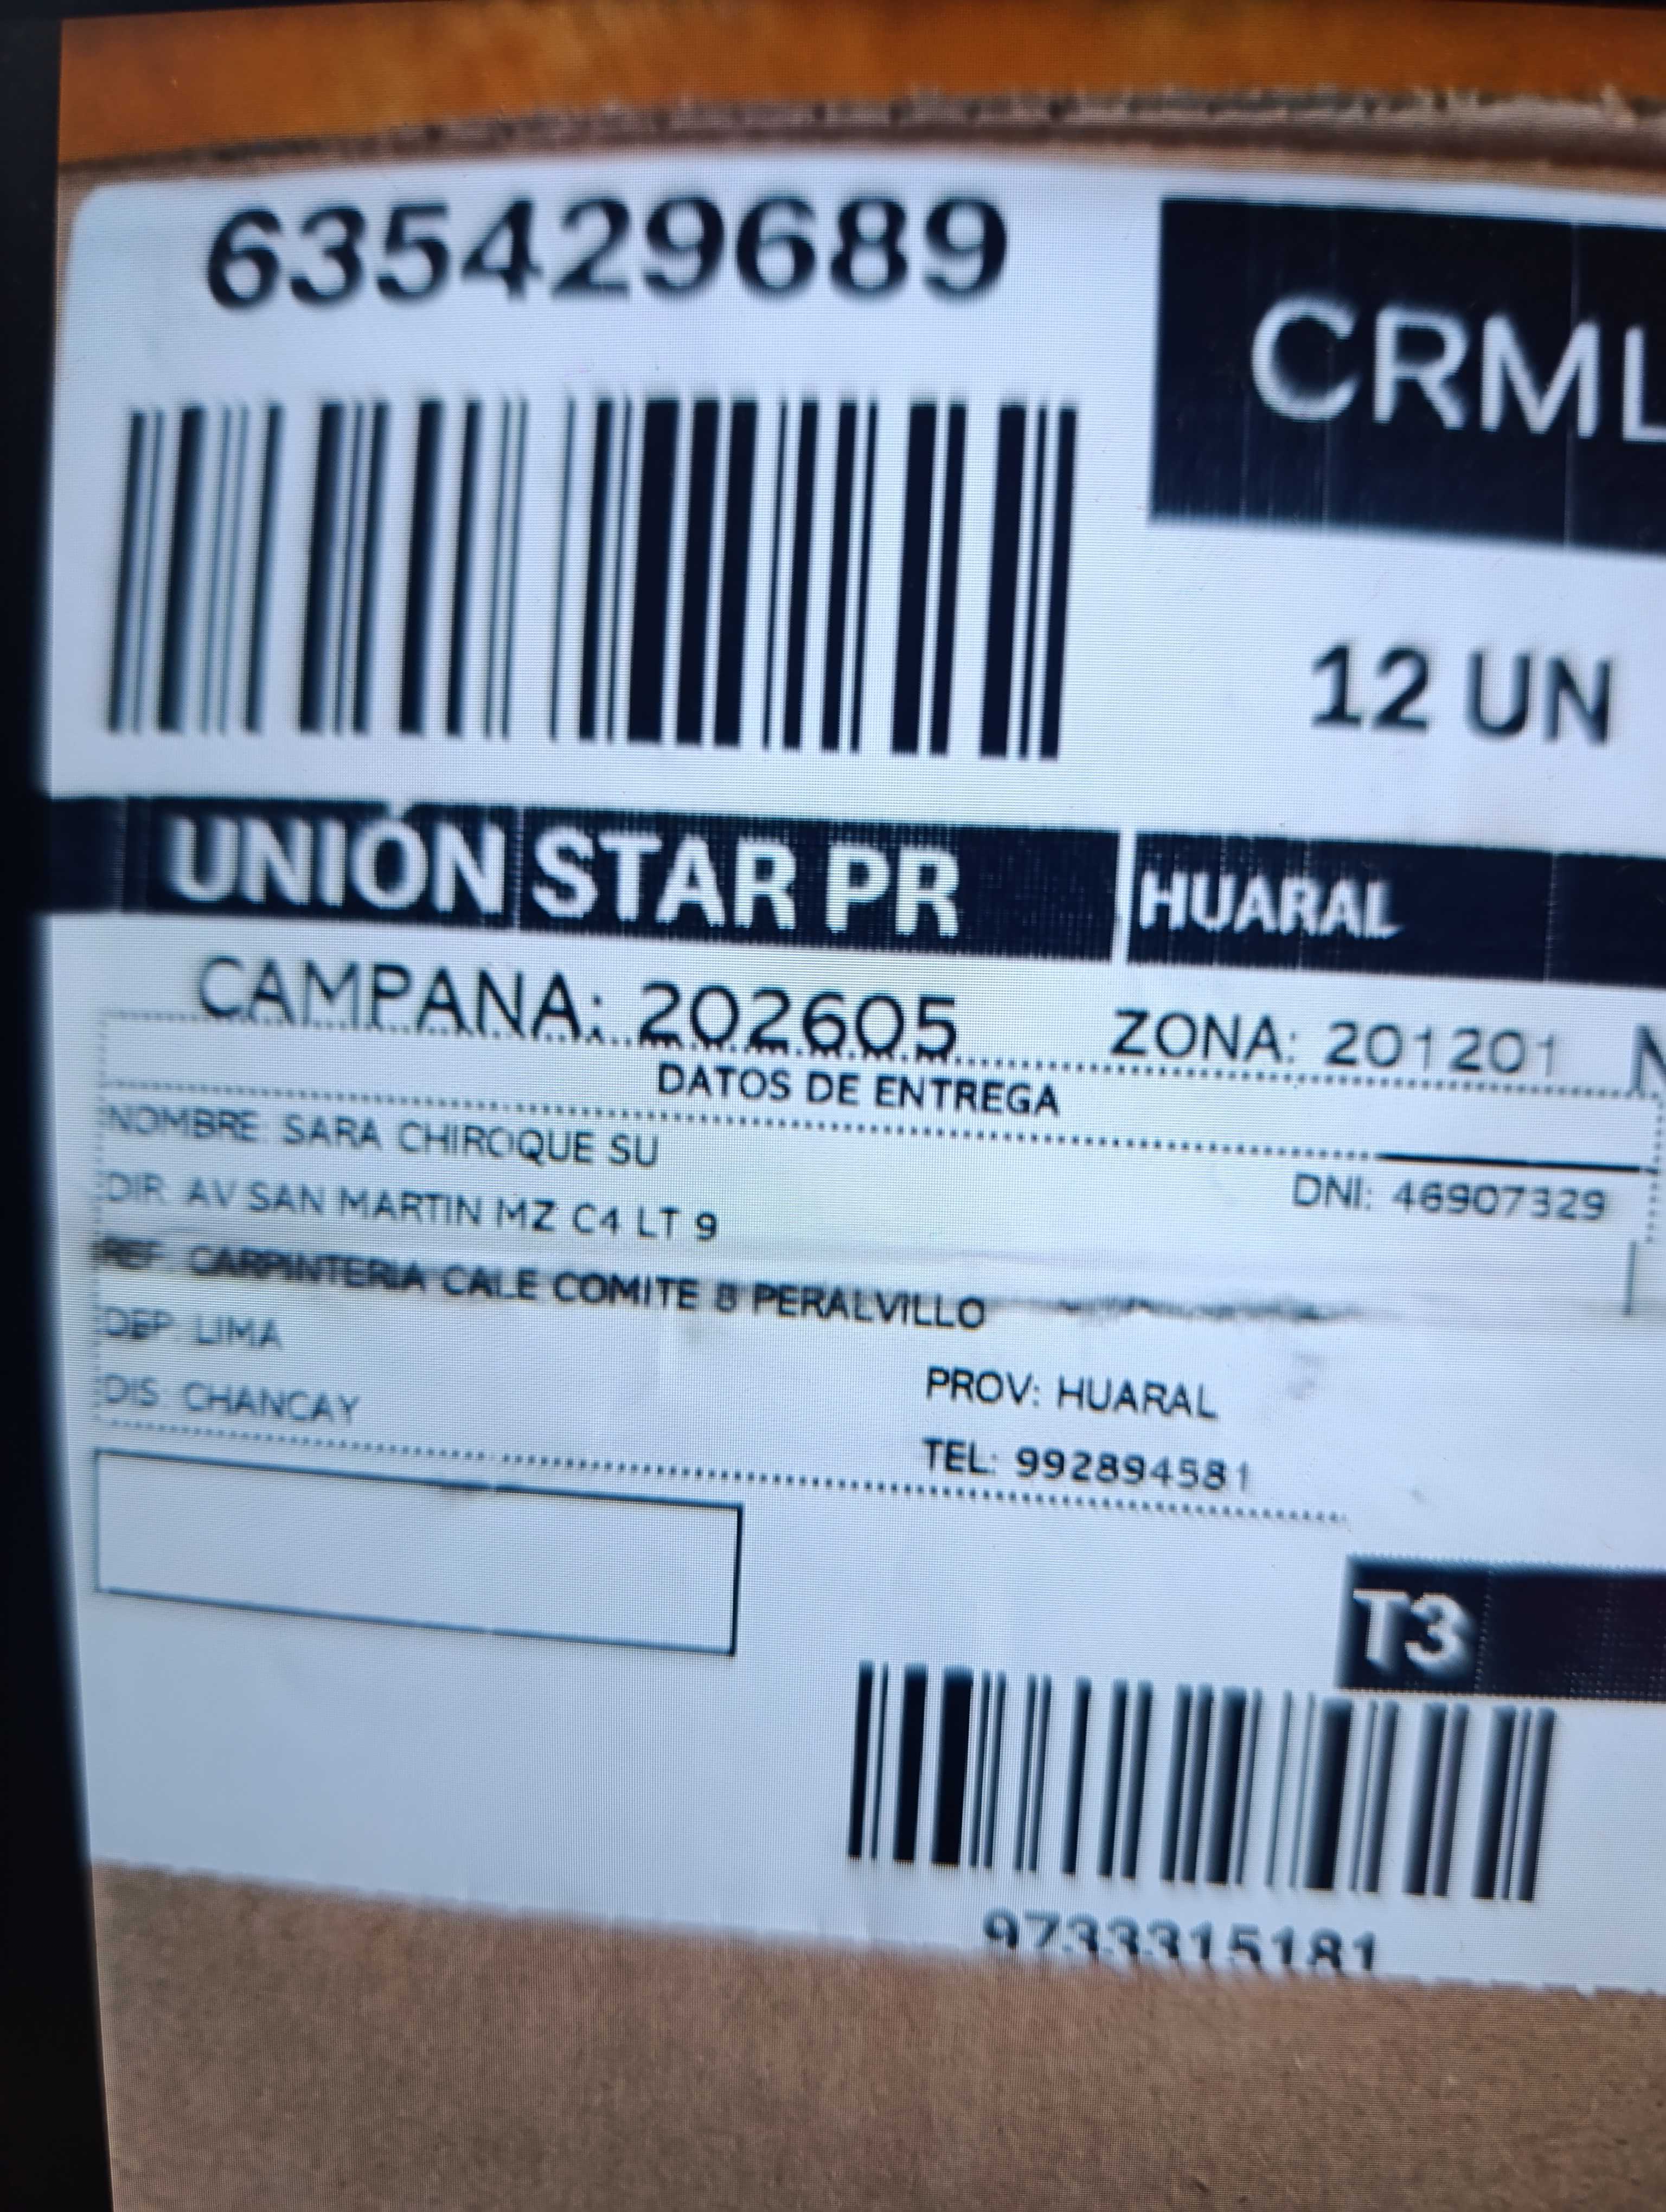 635429689
CRML
12 UN
UNIÓN STAR PR HUARAL
CAMPANA: 202605 ZONA: 201201
DATOS DE ENTREGA
NOMBRE SARA CHIROQUE SU
DNI: 46907329
DIR AV SAN MARTIN MZ C4 LT 9
REF CARPINTERIA CALE COMITE 8 PERALVILLO
DEP LIMA
PROV: HUARAL
DIS CHANCAY
TEL: 992894581
T3
9733315181